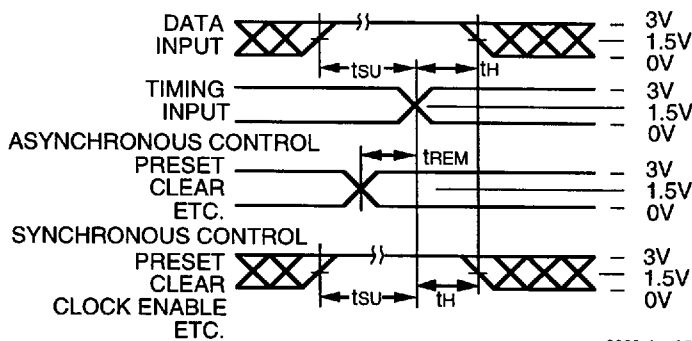 DATA
INPUT
3V
1.5V
0V
tSU
tH
TIMING
INPUT
3V
1.5V
0V
ASYNCHRONOUS CONTROL
PRESET
CLEAR
ETC.
tREM
3V
1.5V
0V
SYNCHRONOUS CONTROL
PRESET
CLEAR
CLOCK ENABLE
ETC.
tSU
tH
3V
1.5V
0V